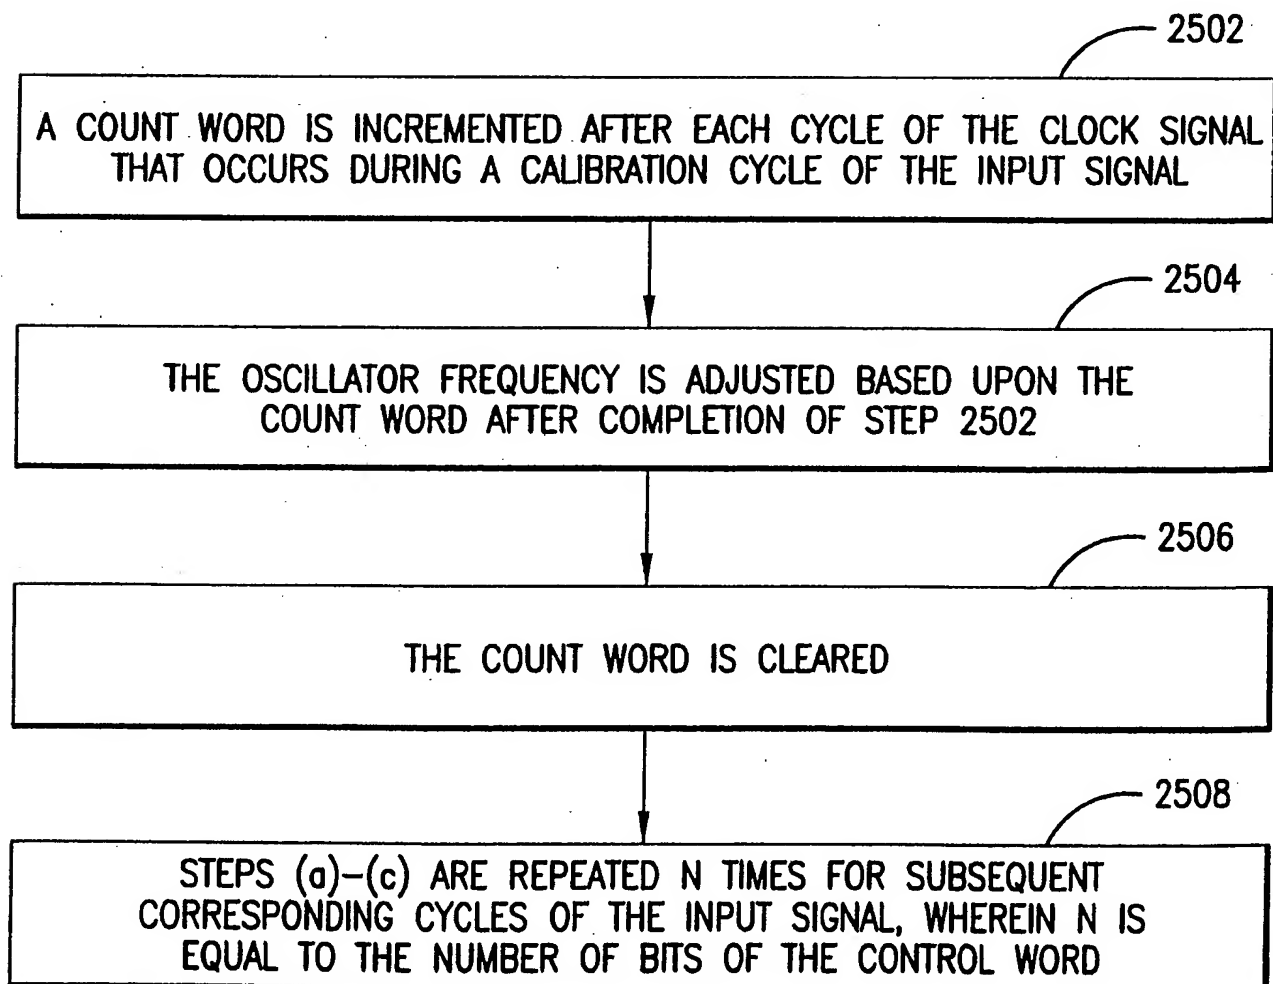 2502
A COUNT WORD IS INCREMENTED AFTER EACH CYCLE OF THE CLOCK SIGNAL
THAT OCCURS DURING A CALIBRATION CYCLE OF THE INPUT SIGNAL
2504
THE OSCILLATOR FREQUENCY IS ADJUSTED BASED UPON THE
COUNT WORD AFTER COMPLETION OF STEP 2502
2506
THE COUNT WORD IS CLEARED
2508
STEPS (a)-(c) ARE REPEATED N TIMES FOR SUBSEQUENT
CORRESPONDING CYCLES OF THE INPUT SIGNAL, WHEREIN N IS
EQUAL TO THE NUMBER OF BITS OF THE CONTROL WORD